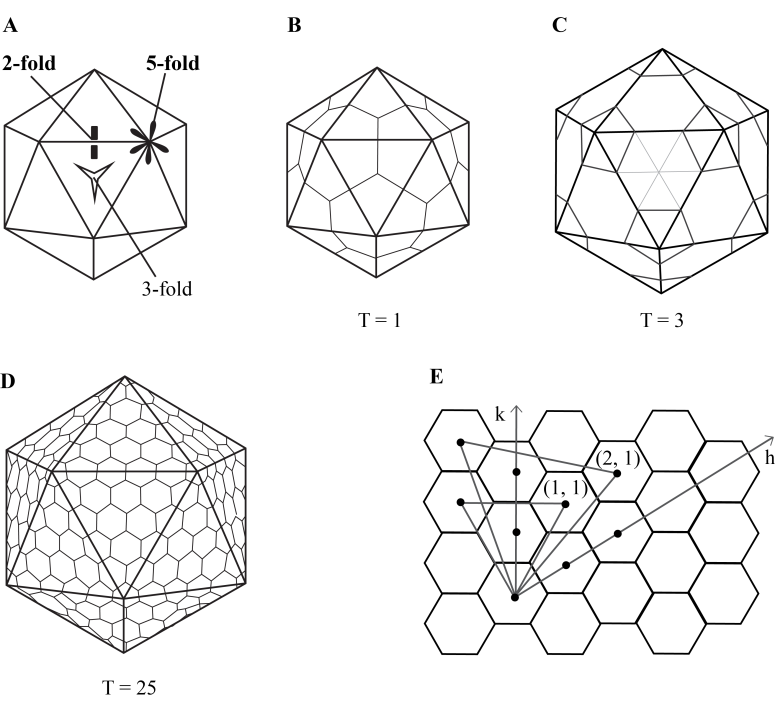 A
2-fold
5-fold
3-fold
B
T = 1
C
T = 3
D
T = 25
E
k
h
(2, 1)
(1, 1)